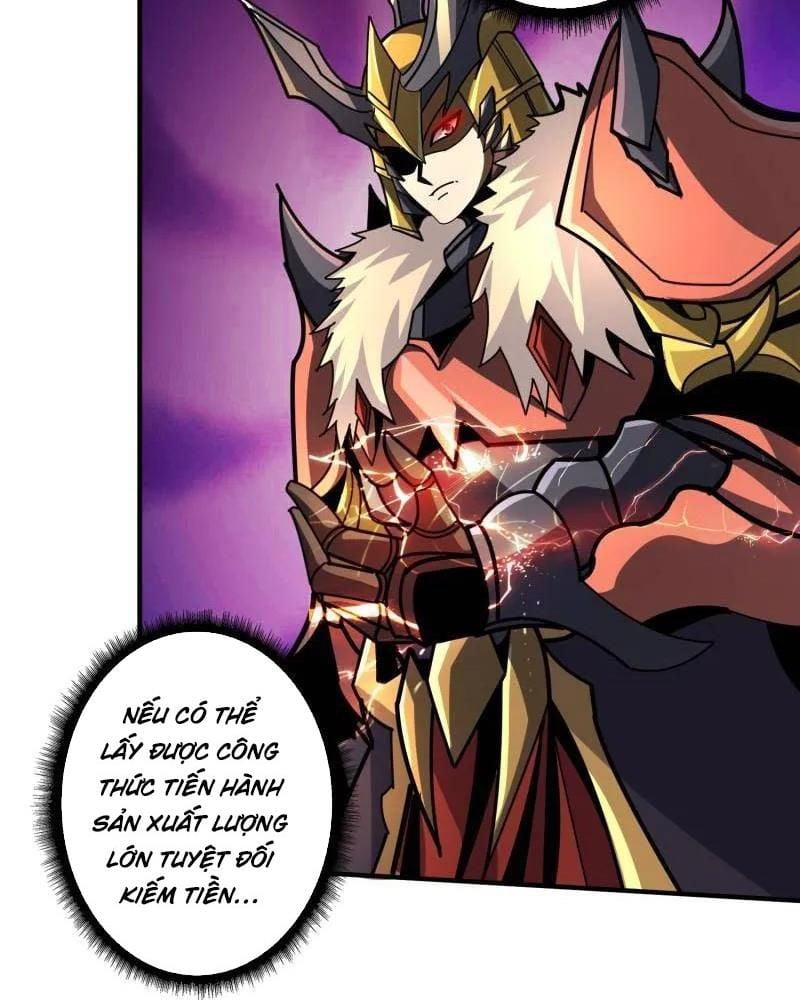 NẾU CÓ THỂ
LẤY ĐƯỢC CÔNG
THỨC TIẾN HÀNH
SẢN XUẤT LƯỢNG
LỚN TUYỆT ĐỐI
KIẾM TIỀN...